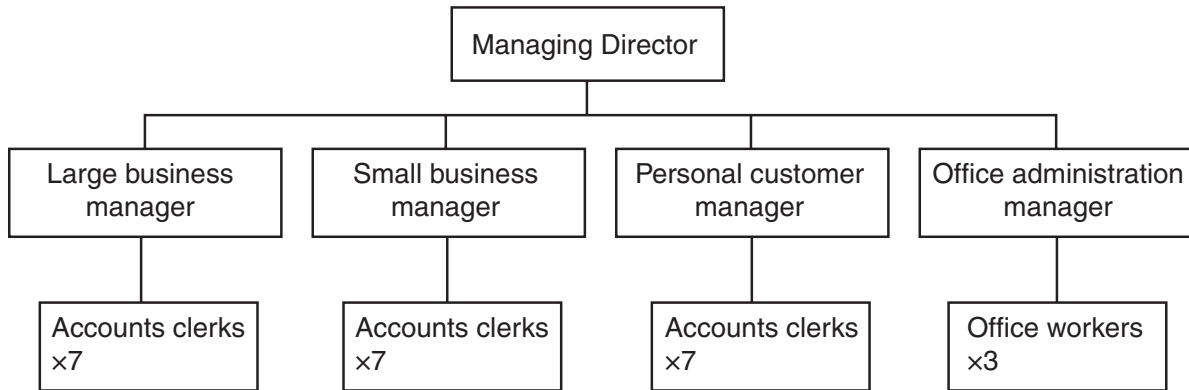 Managing Director
Large business
manager
Small business
manager
Personal customer
manager
Office administration
manager
Accounts clerks
×7
Accounts clerks
×7
Accounts clerks
×7
Office workers
×3